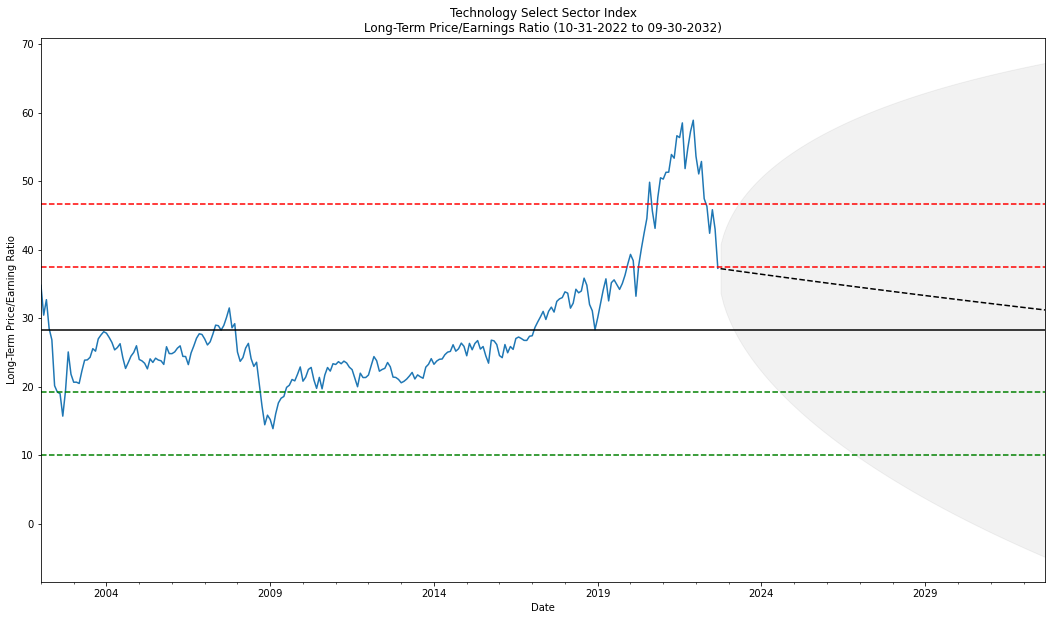 Technology Select Sector Index
Long-Term Price/Earnings Ratio (10-31-2022 to 09-30-2032)
Long-Term Price/Earning Ratio
70
60
50
40
30
20
10
0
2004 2009 2014 2019 2024 2029
Date